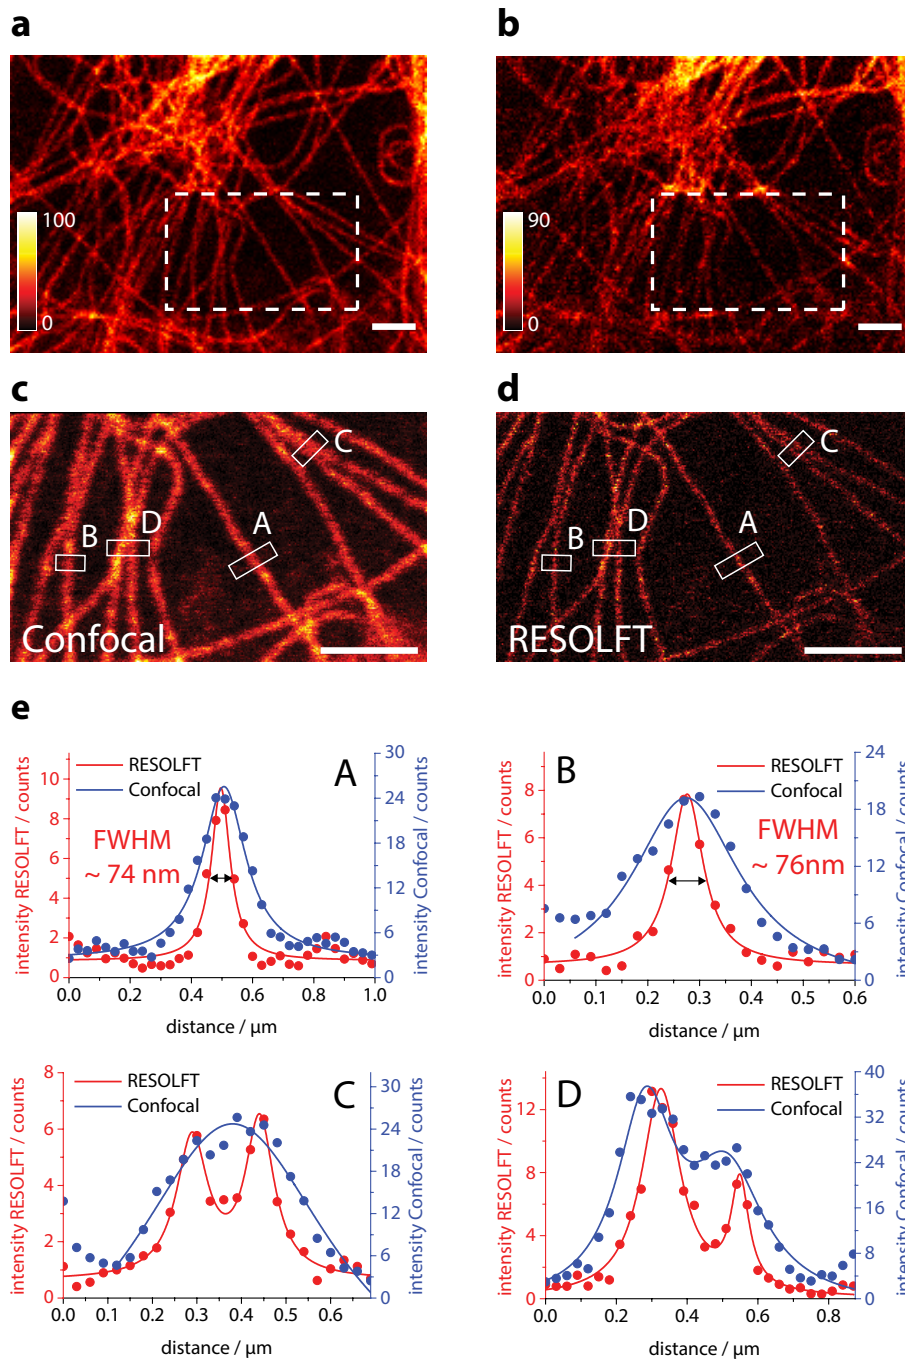 a
b
100
0
90
0
c
d
C
B
D
A
Confocal
C
B
D
A
RESOLFT
e
RESOLFT
Confocal
A
FWHM
~ 74 nm
intensity RESOLFT / counts
10
8
6
4
2
0
intensity Confocal / counts
30
24
18
12
6
0
0.0
0.2
0.4
0.6
0.8
1.0
distance / µm
B
RESOLFT
Confocal
FWHM
~ 76nm
intensity RESOLFT / counts
8
6
4
2
0
intensity Confocal / counts
24
18
12
6
0
0.0
0.1
0.2
0.3
0.4
0.5
0.6
distance / µm
RESOLFT
Confocal
C
intensity RESOLFT / counts
8
6
4
2
0
intensity Confocal / counts
30
24
18
12
6
0
0.0
0.1
0.2
0.3
0.4
0.5
0.6
distance / µm
D
RESOLFT
Confocal
intensity RESOLFT / counts
12
8
4
0
intensity Confocal / counts
40
32
24
16
8
0
0.0
0.2
0.4
0.6
0.8
distance / µm